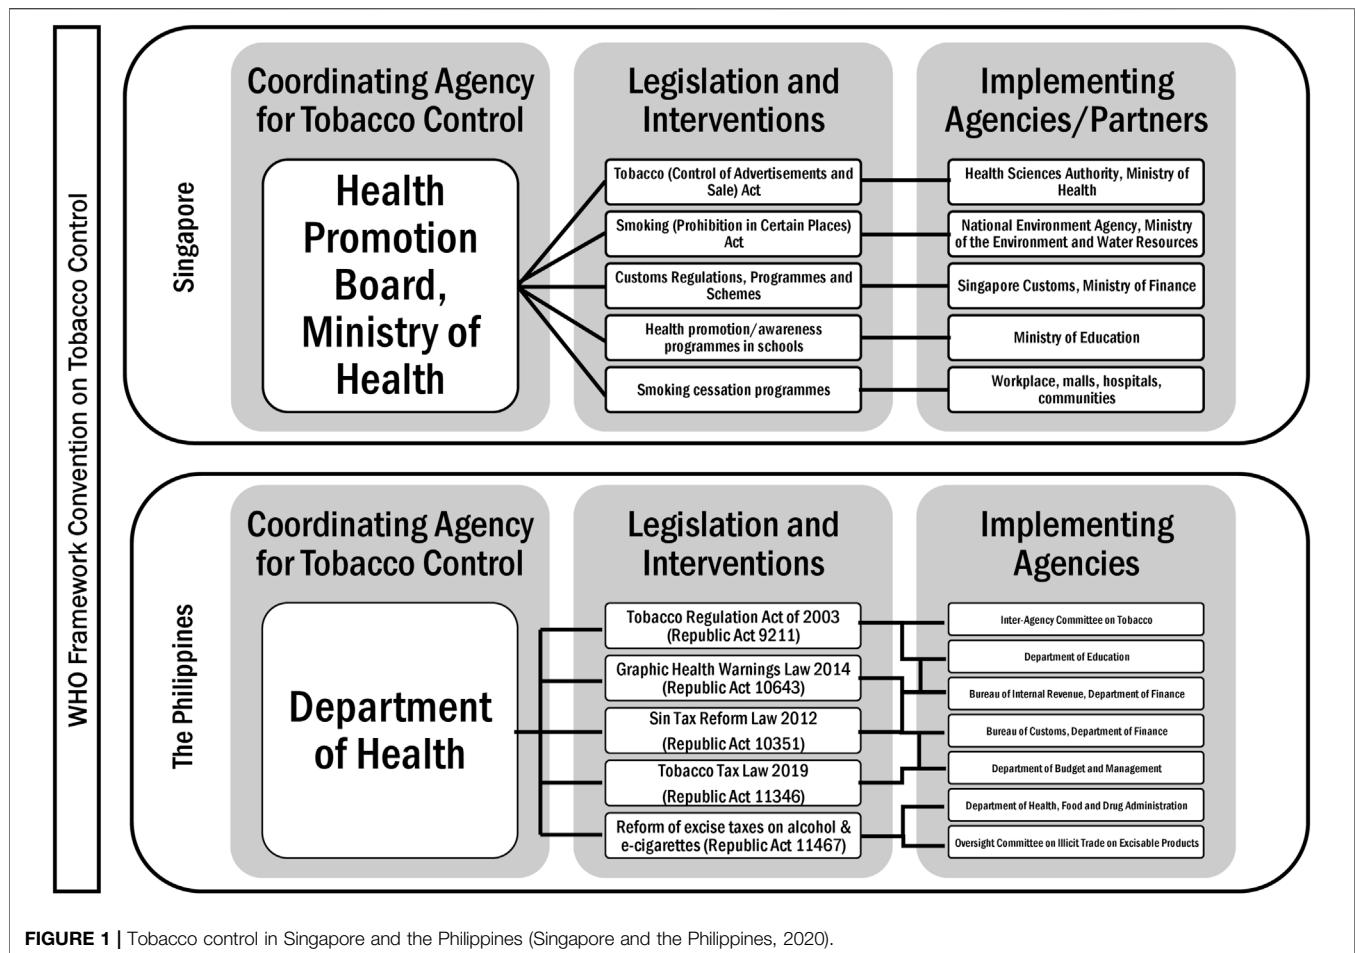 WHO Framework Convention on Tobacco Control
Singapore
Coordinating Agency
for Tobacco Control
Health
Promotion
Board,
Ministry of
Health
Legislation and
Interventions
Tobacco (Control of Advertisements and
Sale) Act
Smoking (Prohibition in Certain Places)
Act
Customs Regulations, Programmes and
Schemes
Health promotion/awareness
programmes in schools
Smoking cessation programmes
Implementing
Agencies/Partners
Health Sciences Authority, Ministry of
Health
National Environment Agency, Ministry
of the Environment and Water Resources
Singapore Customs, Ministry of Finance
Ministry of Education
Workplace, malls, hospitals,
communities
The Philippines
Coordinating Agency
for Tobacco Control
Department
of Health
Legislation and
Interventions
Tobacco Regulation Act of 2003
(Republic Act 9211)
Graphic Health Warnings Law 2014
(Republic Act 10643)
Sin Tax Reform Law 2012
(Republic Act 10351)
Tobacco Tax Law 2019
(Republic Act 11346)
Reform of excise taxes on alcohol &
e-cigarettes (Republic Act 11467)
Implementing
Agencies
Inter-Agency Committee on Tobacco
Department of Education
Bureau of Internal Revenue, Department of Finance
Bureau of Customs, Department of Finance
Department of Budget and Management
Department of Health, Food and Drug Administration
Oversight Committee on Illicit Trade on Excisable Products
FIGURE 1 | Tobacco control in Singapore and the Philippines (Singapore and the Philippines, 2020).